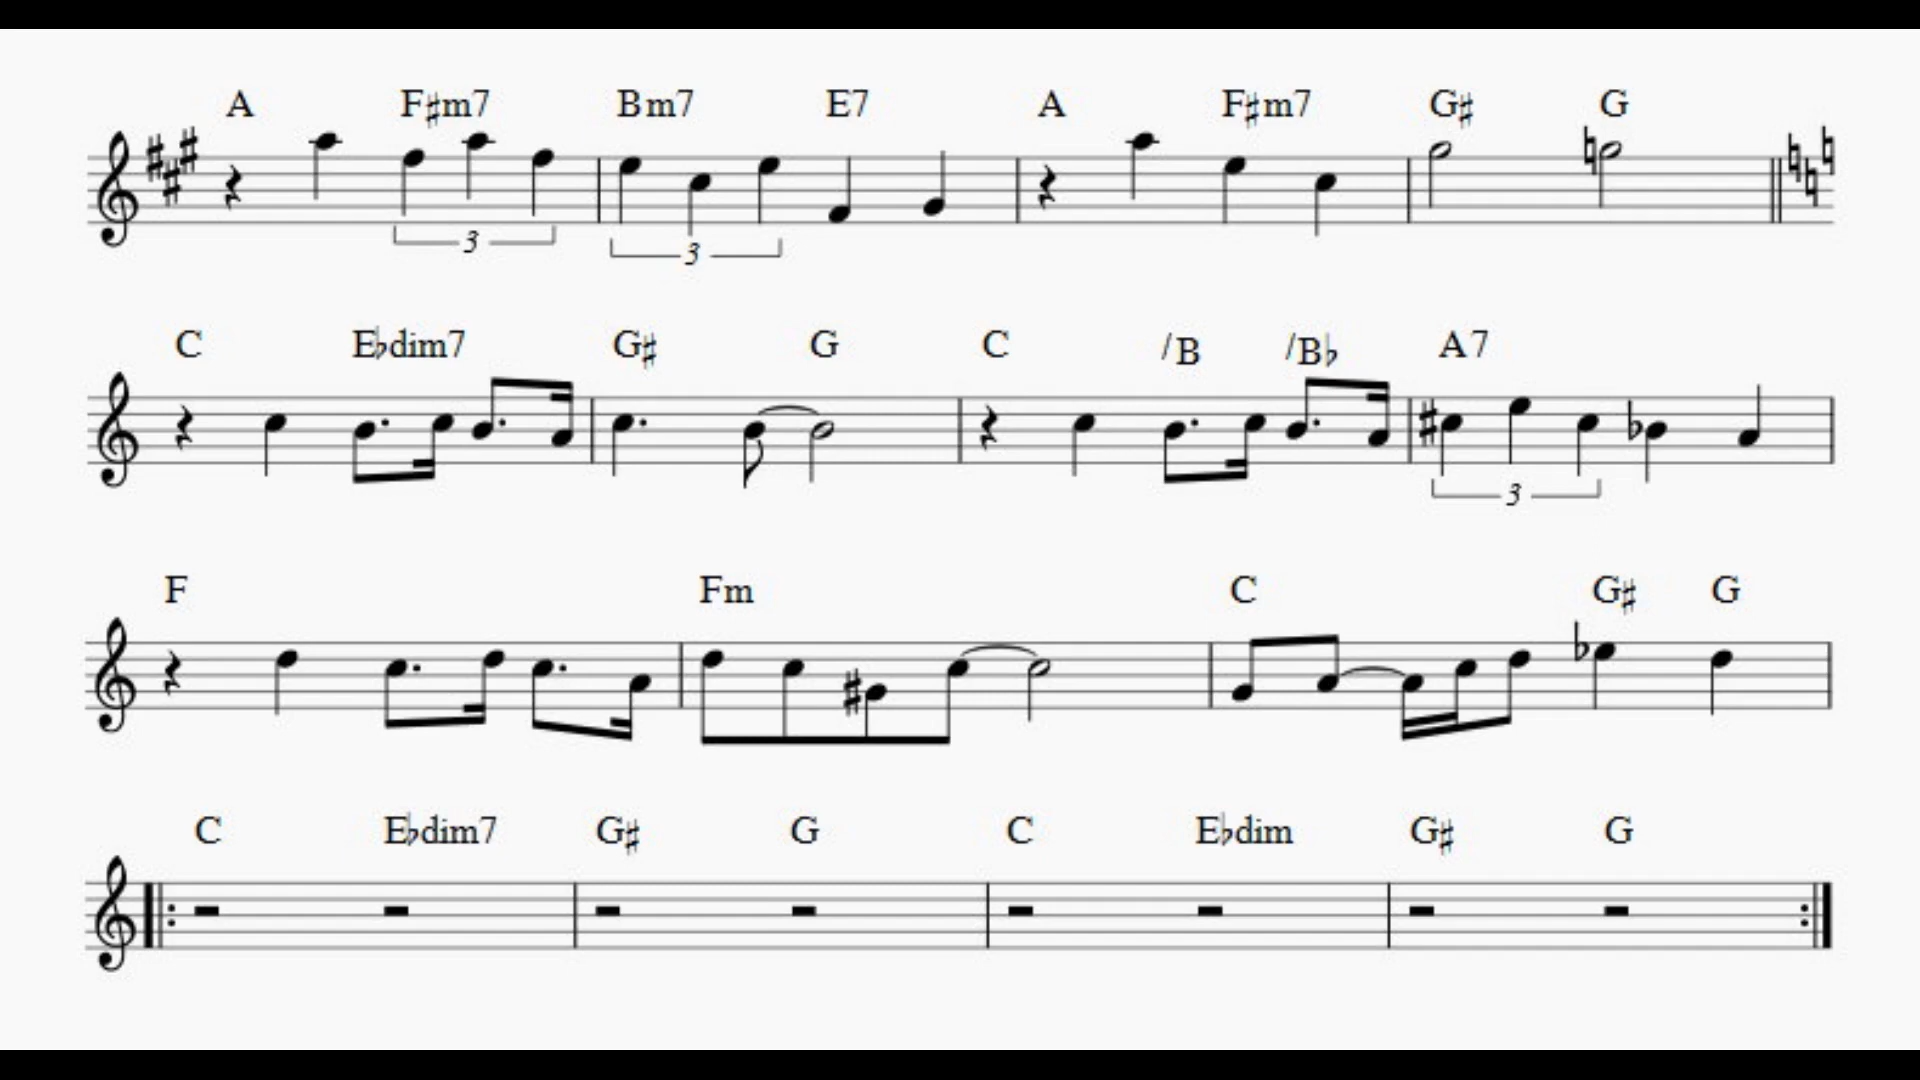 A F♯m7 Bm7 E7 A F♯m7 G♯ G
3 3
C E♭dim7 G♯ G C /B /B♭ A7
3
F Fm C G♯ G
C E♭dim7 G♯ G C E♭dim G♯ G